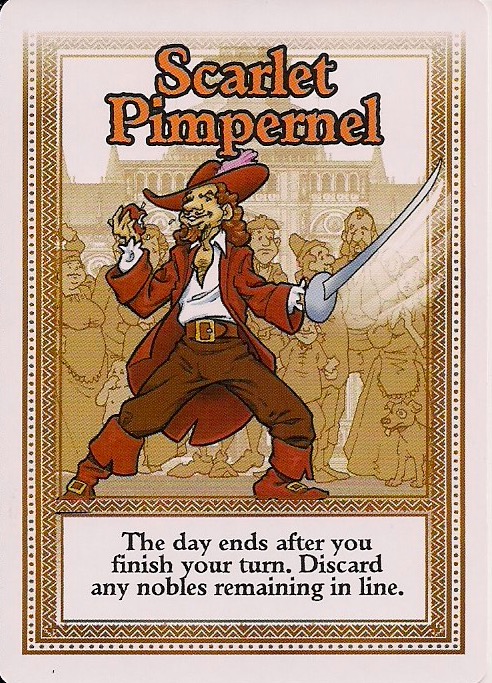 Scarlet
Pimpernel
The day ends after you
finish your turn. Discard
any nobles remaining in line.